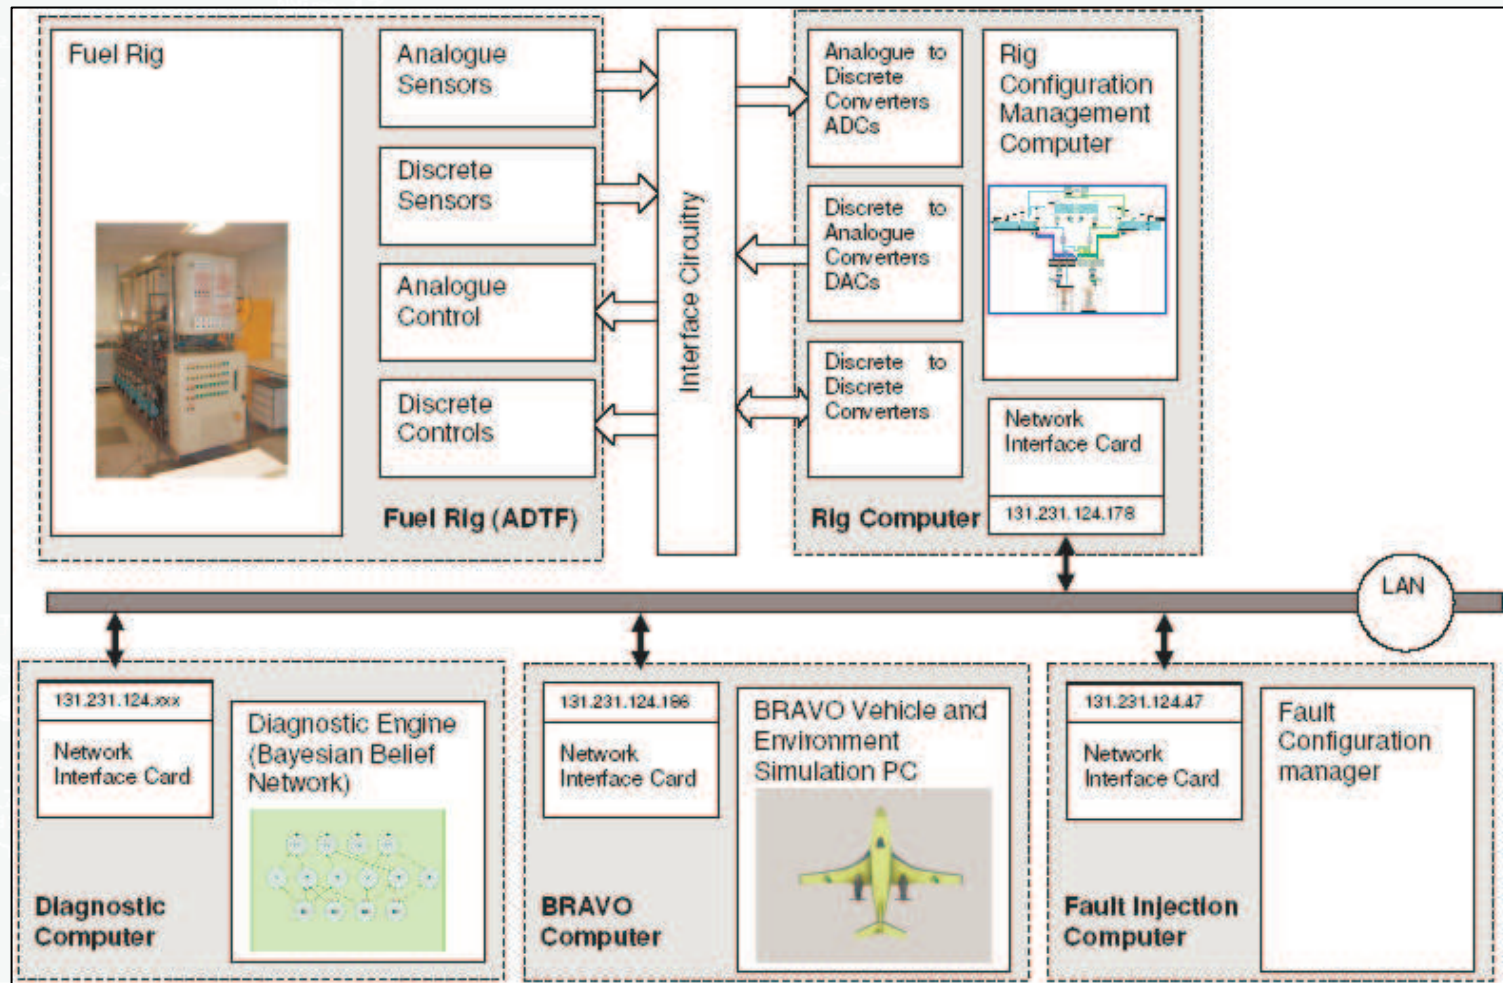 Fuel Rig
Analogue
Sensors
Discrete
Sensors
Analogue
Control
Discrete
Controls
Fuel Rig (ADTF)
Interface Circuitry
Analogue to
Discrete
Converters
ADCs
Discrete to
Analogue
Converters
DACs
Discrete to
Discrete
Converters
Rig Computer
Rig
Configuration
Management
Computer
Network
Interface Card
131.231.124.178
LAN
131.231.124.xxx
Network
Interface Card
Diagnostic
Computer
Diagnostic Engine
(Bayesian Belief
Network)
131.231.124.186
Network
Interface Card
BRAVO
Computer
BRAVO Vehicle and
Environment
Simulation PC
131.231.124.47
Network
Interface Card
Fault Injection
Computer
Fault
Configuration
manager